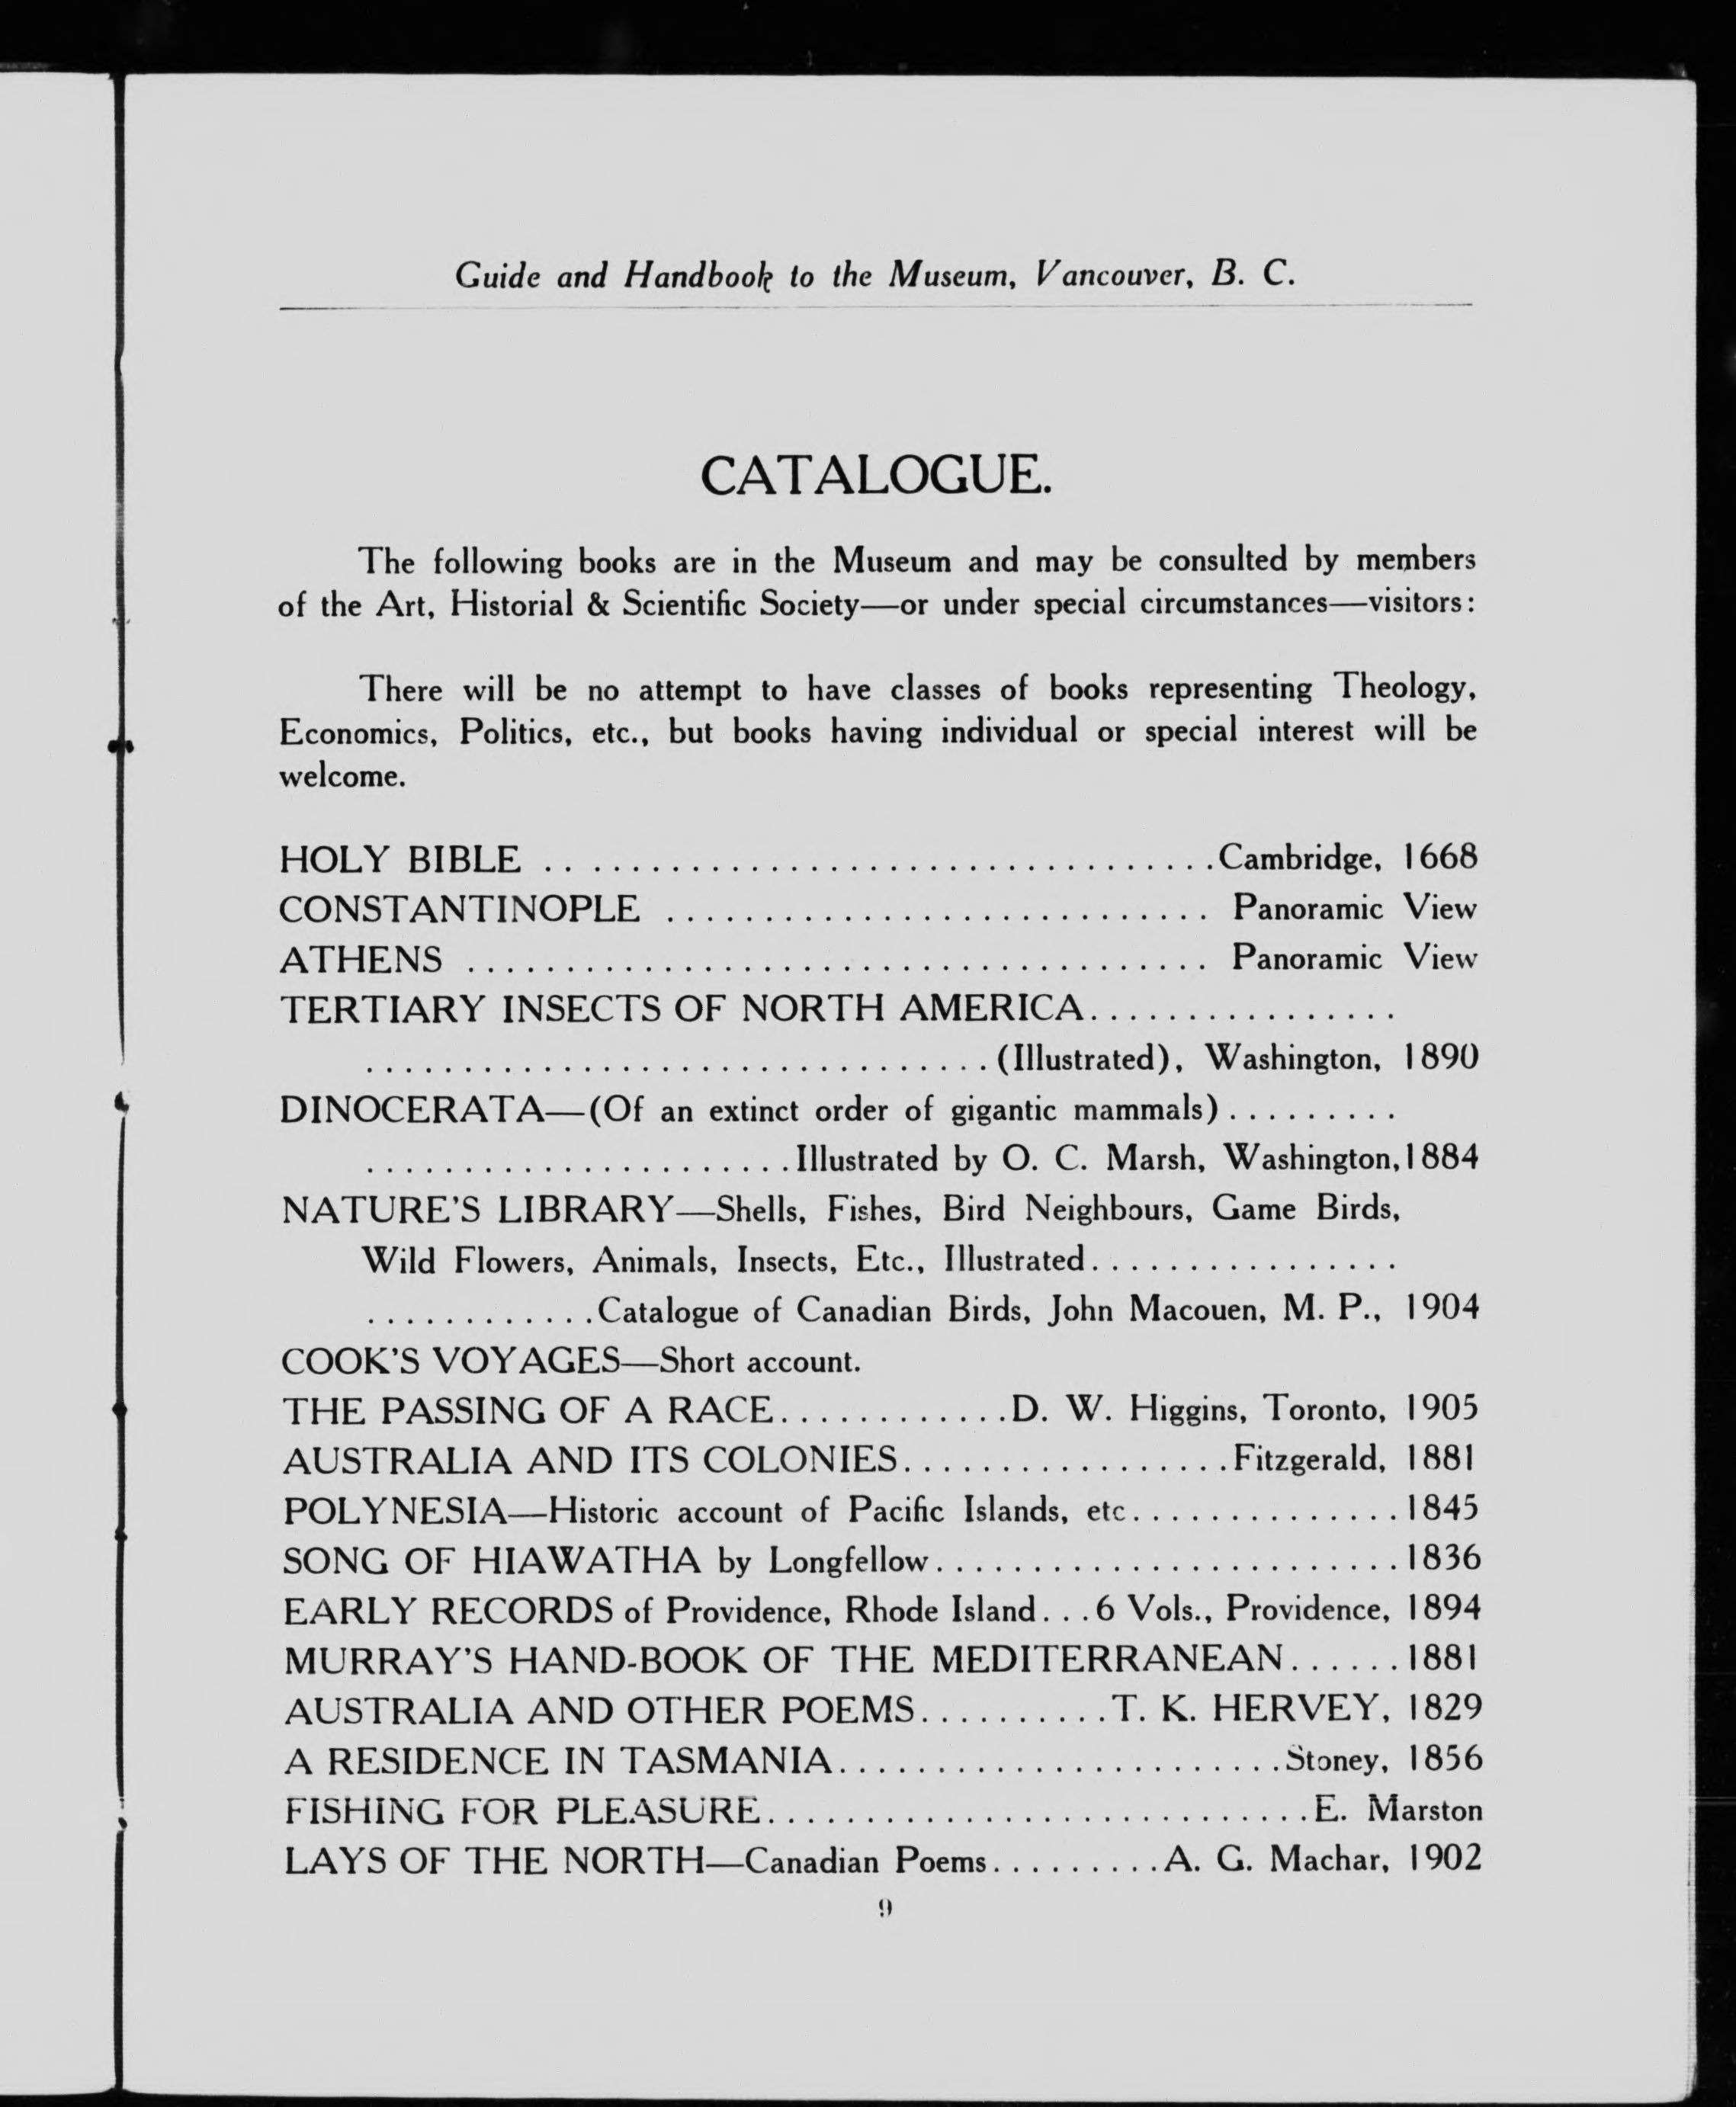 Guide and Handbook to the Museum, Vancouver, B. C.
CATALOGUE.
The following books are in the Museum and may be consulted by members
of the Art, Historial & Scientific Society—or under special circumstances—visitors:
There will be no attempt to have classes of books representing Theology,
Economics, Politics, etc., but books having individual or special interest will be
welcome.
HOLY BIBLE ..................................Cambridge, 1668
CONSTANTINOPLE ............................ Panoramic View
ATHENS ...................................... Panoramic View
TERTIARY INSECTS OF NORTH AMERICA................
................................(Illustrated), Washington, 1890
DINOCERATA—(Of an extinct order of gigantic mammals).........
......................Illustrated by O. C. Marsh, Washington,1884
NATURE'S LIBRARY—Shells, Fishes, Bird Neighbours, Game Birds,
Wild Flowers, Animals, Insects, Etc., Illustrated................
............Catalogue of Canadian Birds, John Macouen, M. P., 1904
COOK'S VOYAGES—Short account.
THE PASSING OF A RACE............D. W. Higgins, Toronto, 1905
AUSTRALIA AND ITS COLONIES.................Fitzgerald, 1881
POLYNESIA—Historic account of Pacific Islands, etc..............1845
SONG OF HIAWATHA by Longfellow........................1836
EARLY RECORDS of Providence, Rhode Island...6 Vols., Providence, 1894
MURRAY'S HAND-BOOK OF THE MEDITERRANEAN......1881
AUSTRALIA AND OTHER POEMS..........T. K. HERVEY, 1829
A RESIDENCE IN TASMANIA.......................Stoney, 1856
FISHING FOR PLEASURE............................E. Marston
LAYS OF THE NORTH—Canadian Poems.........A. G. Machar, 1902
9